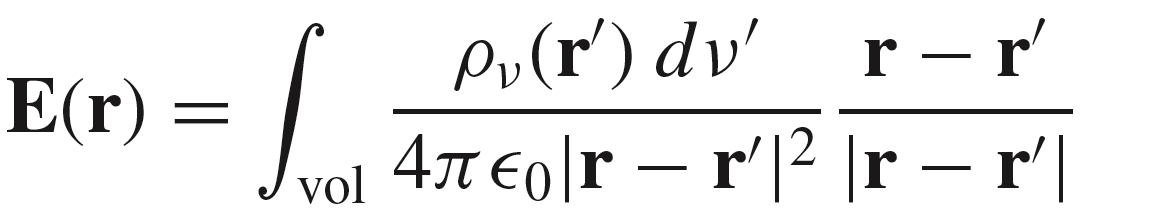 E(r) = ∫_vol ρ_ν(r′) dν′ / 4πϵ₀|r − r′|² r − r′ / |r − r′|